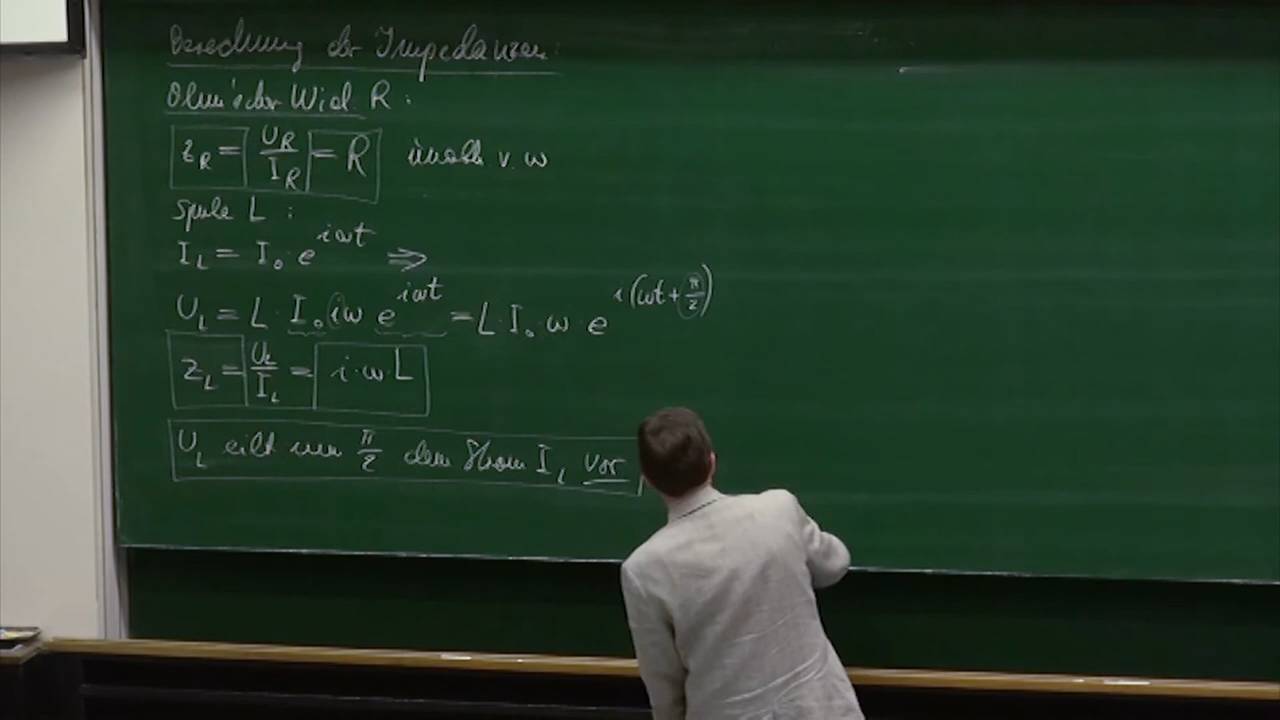 Berechnung der Impedanzen:
Ohm'scher Wid. R :
Z_R = U_R / I_R = R unabh v. ω
Spule L :
I_L = I_0 · e^{iωt} ⇒
U_L = L · I_0 iω e^{iωt} = L · I_0 · ω · e^{i(ωt + π/2)}
Z_L = U_L / I_L = i · ω · L
U_L eilt um π/2 dem Strom I_L vor